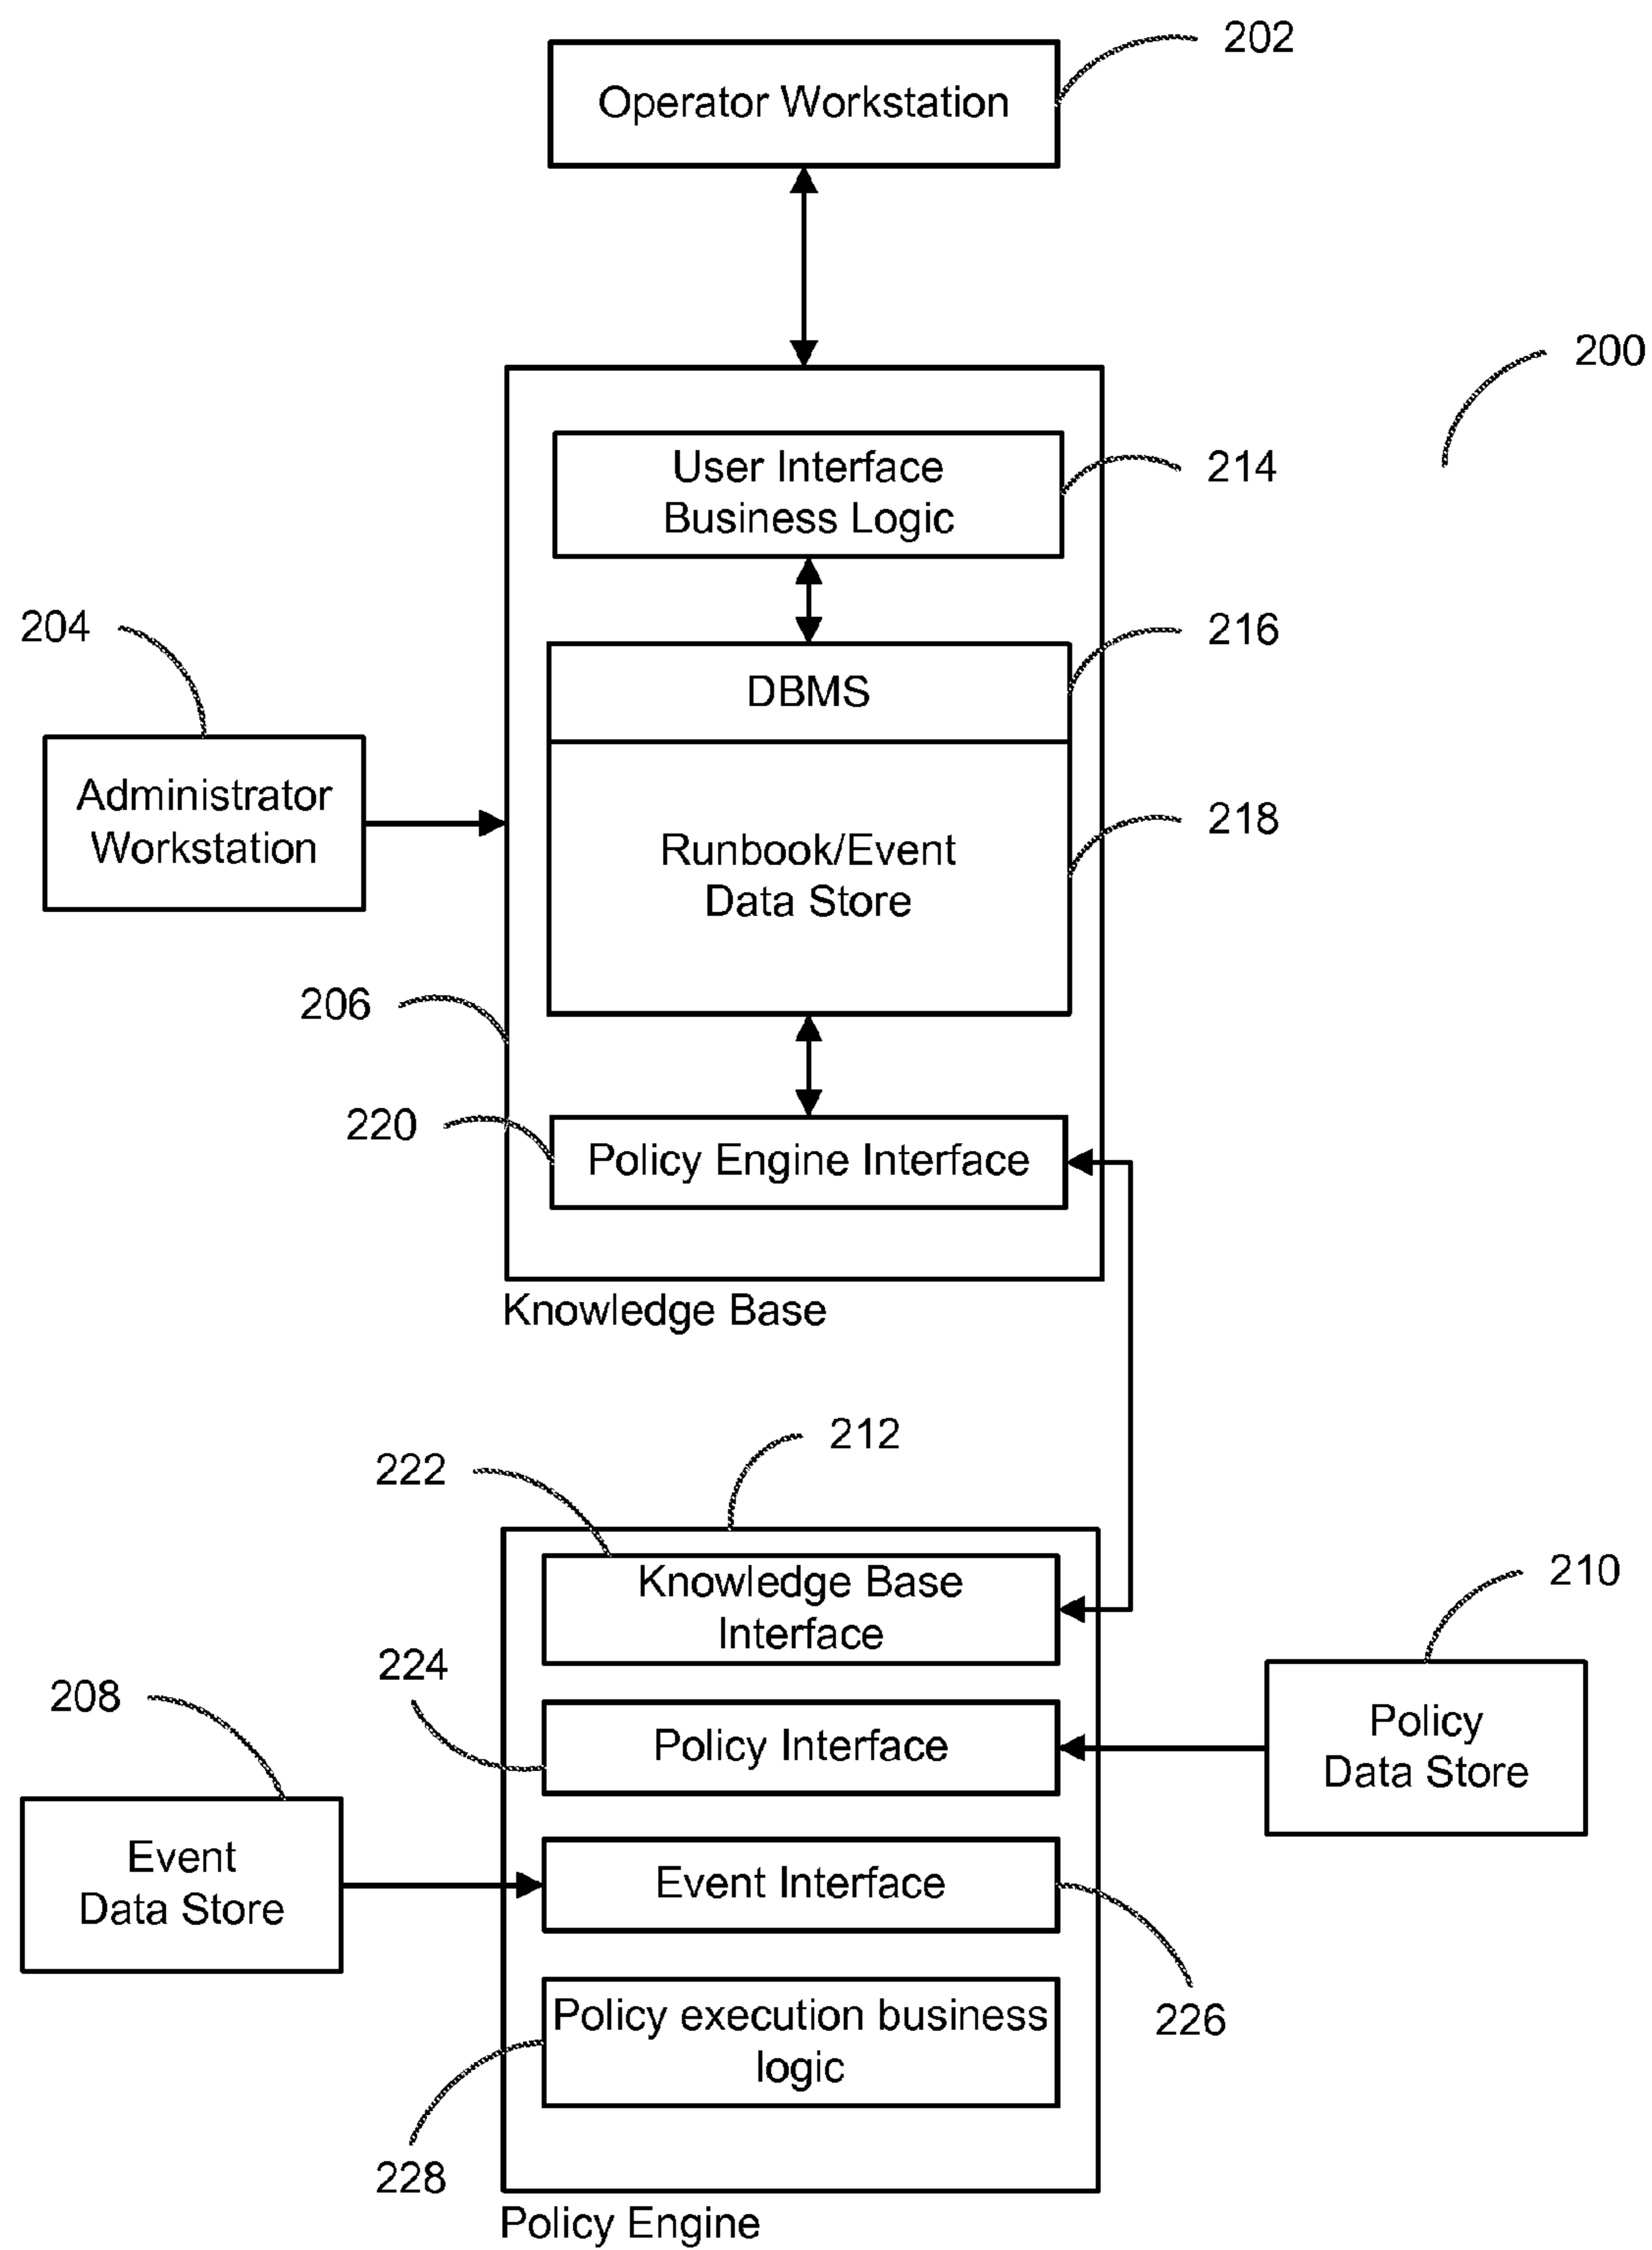 202
Operator Workstation
200
User Interface
Business Logic
214
204
216
DBMS
Administrator
Workstation
218
Runbook/Event
Data Store
206
220
Policy Engine Interface
Knowledge Base
212
222
210
Knowledge Base
Interface
224
208
Policy Interface
Policy
Data Store
Event
Data Store
Event Interface
226
Policy execution business
logic
228
Policy Engine